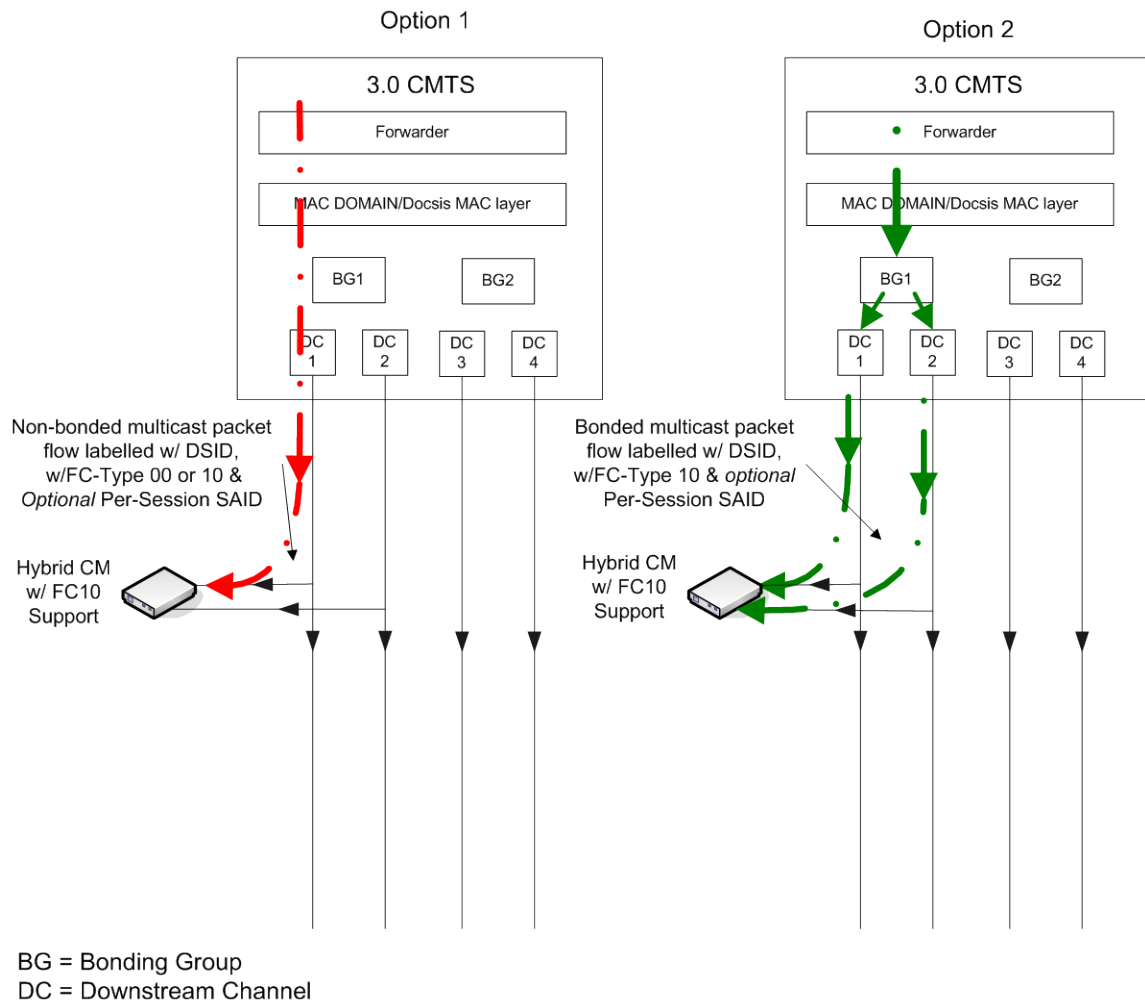 Option 1
3.0 CMTS
Forwarder
MAC DOMAIN/Docsis MAC layer
BG1
BG2
DC
1
DC
2
DC
3
DC
4
Non-bonded multicast packet
flow labelled w/ DSID,
w/FC-Type 00 or 10 &
Optional Per-Session SAID
Hybrid CM
w/ FC10
Support
Option 2
3.0 CMTS
Forwarder
MAC DOMAIN/Docsis MAC layer
BG1
BG2
DC
1
DC
2
DC
3
DC
4
Bonded multicast packet
flow labelled w/ DSID,
w/FC-Type 10 & optional
Per-Session SAID
Hybrid CM
w/ FC10
Support
BG = Bonding Group
DC = Downstream Channel